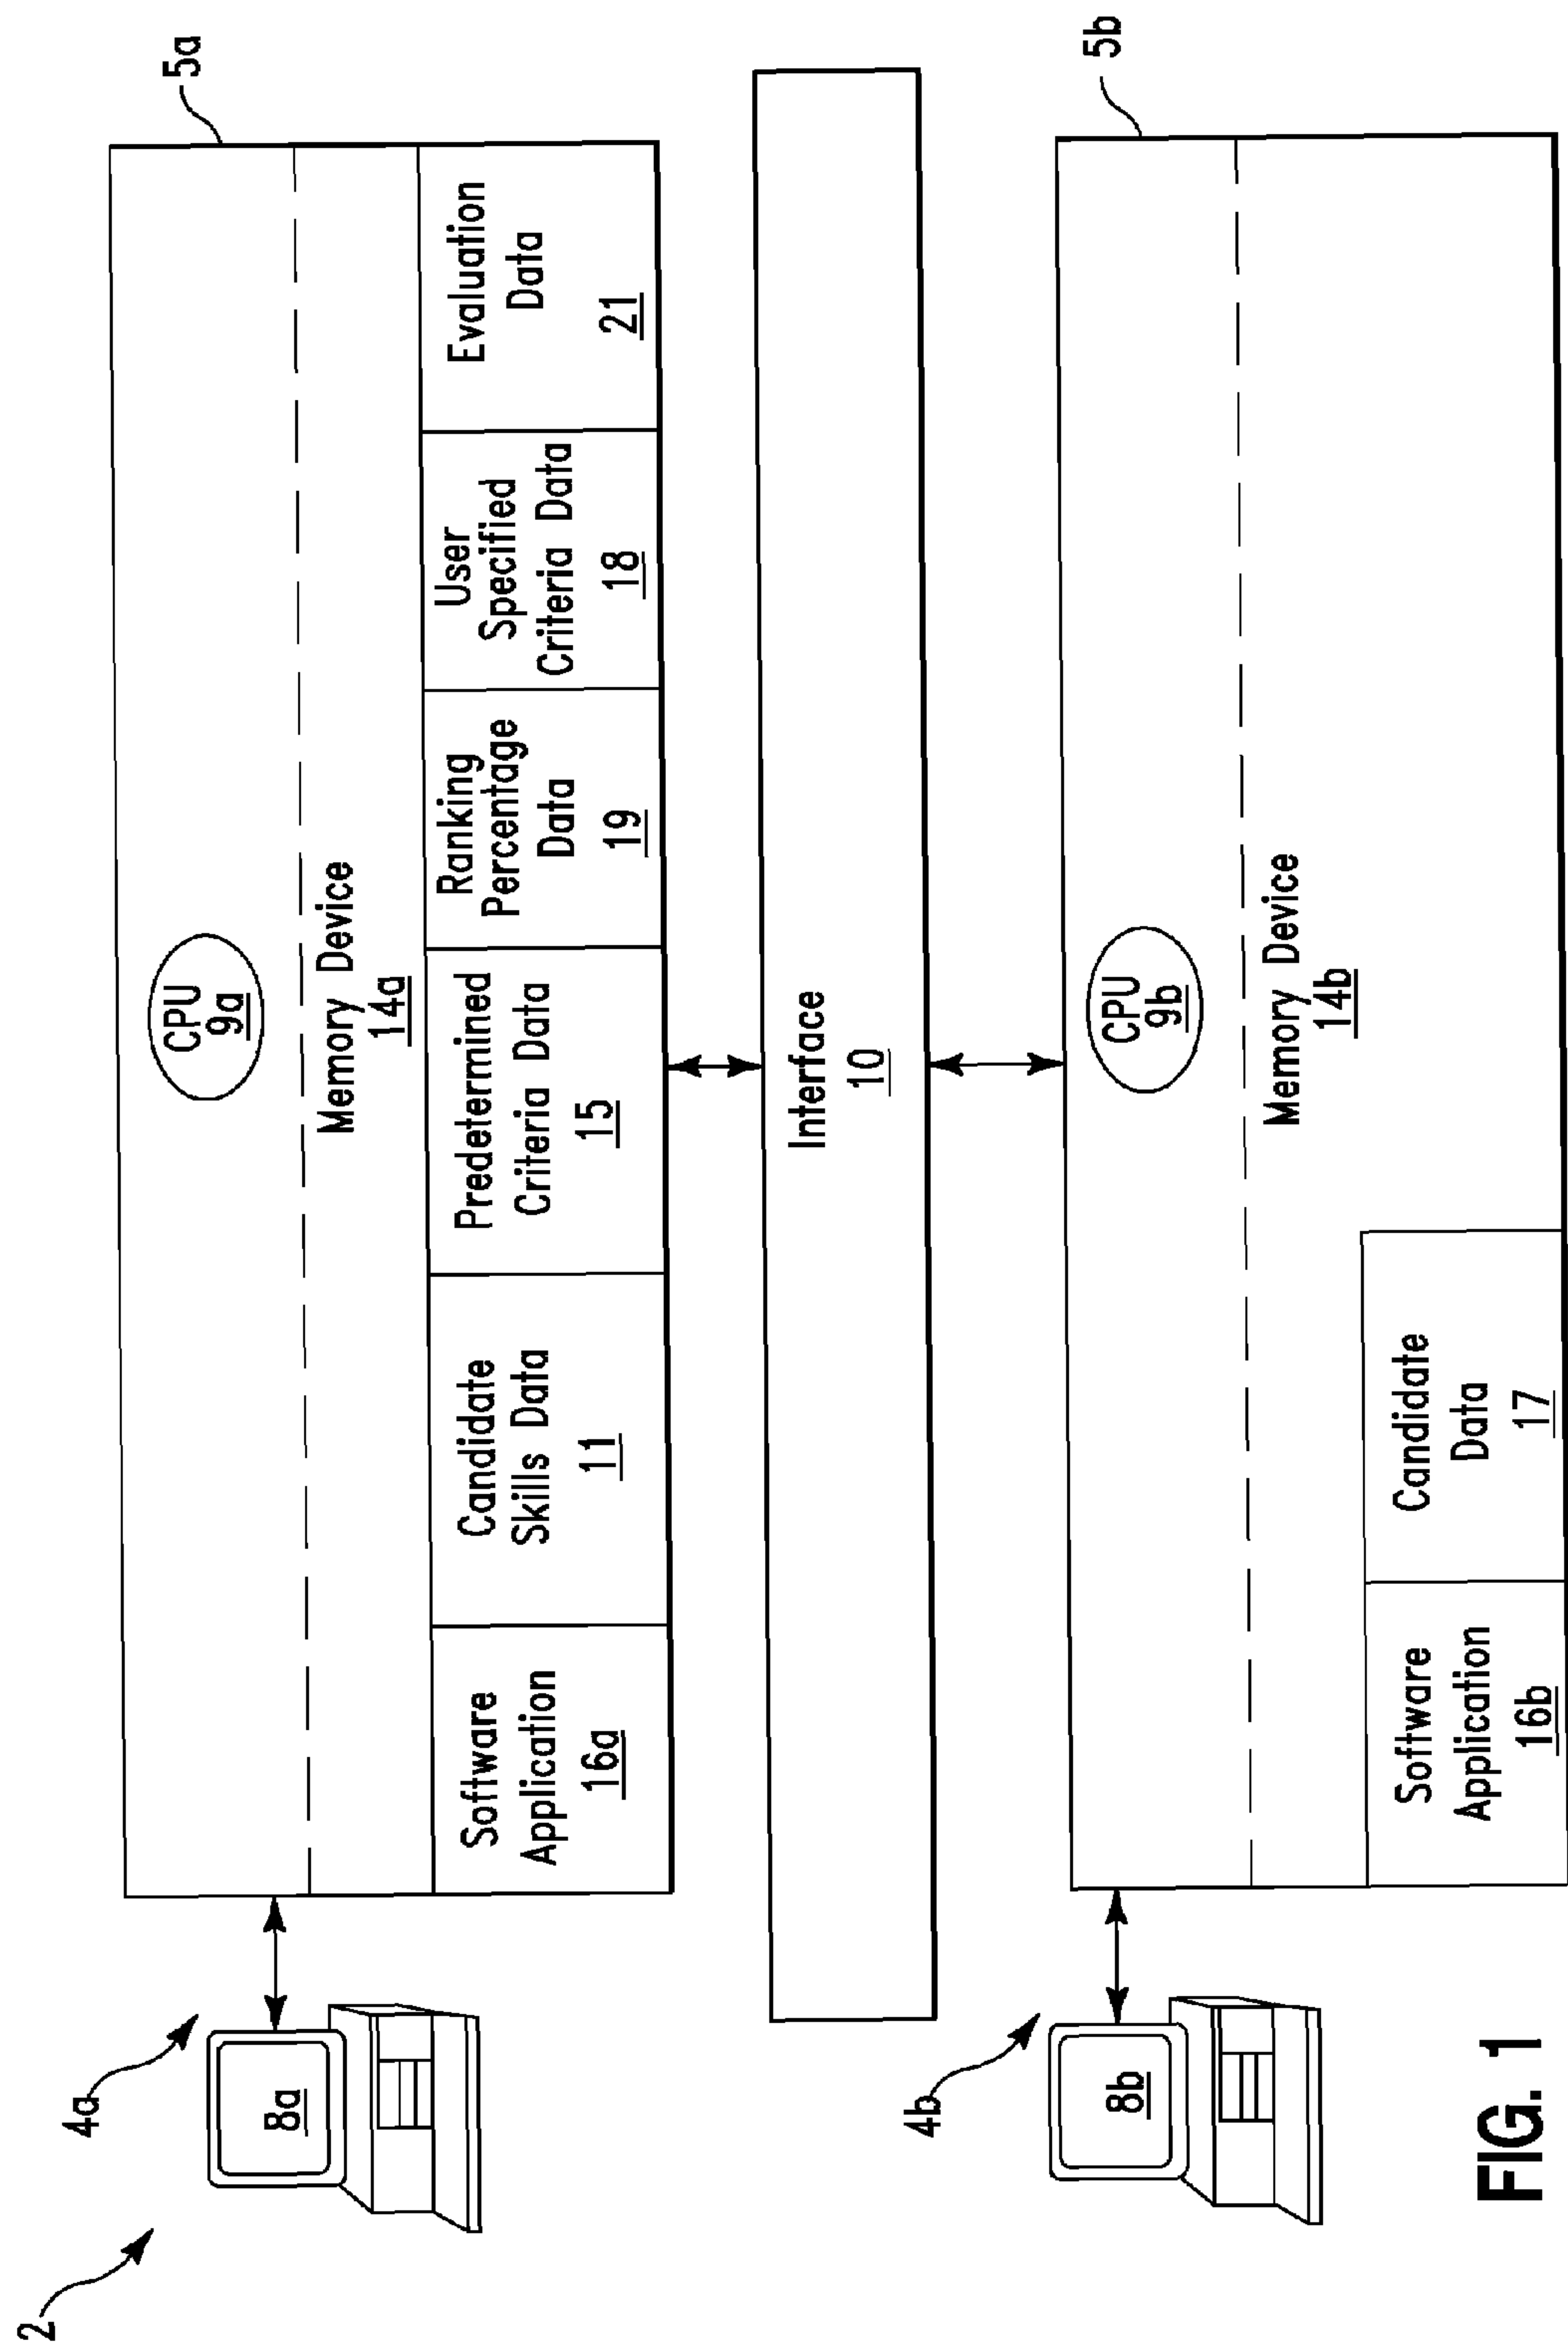 2
4a
8a
5a
CPU
9a
Memory Device
14a
Software
Application
16a
Candidate
Skills Data
11
Predetermined
Criteria Data
15
Ranking
Percentage
Data
19
User
Specified
Criteria Data
18
Evaluation
Data
21
Interface
10
4b
8b
5b
CPU
9b
Memory Device
14b
Software
Application
16b
Candidate
Data
17
FIG. 1